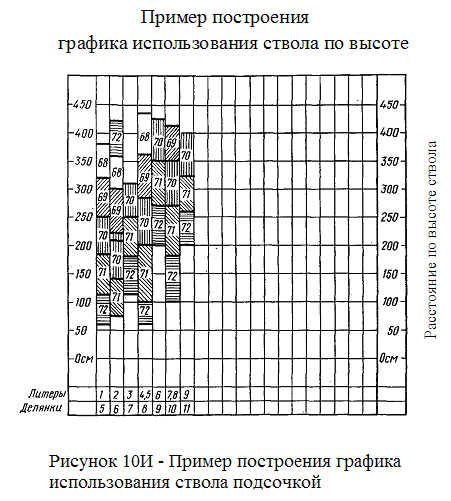 Пример построения
графика использования ствола по высоте
450 450
400 400
350 350
300 300
250 250
200 200
150 150
100 100
50 50
0см 0см
68 69 70 71 72
72 68 69 70 71
70 71 72
68 69 70 71 72
70 71 72
69 70 71 72
70 71 72
Расстояние по высоте ствола
Литеры 1 2 3 4,5 6 7,8 9
Делянки 5 6 7 8 9 10 11
Рисунок 10И - Пример построения графика
использования ствола подсочкой